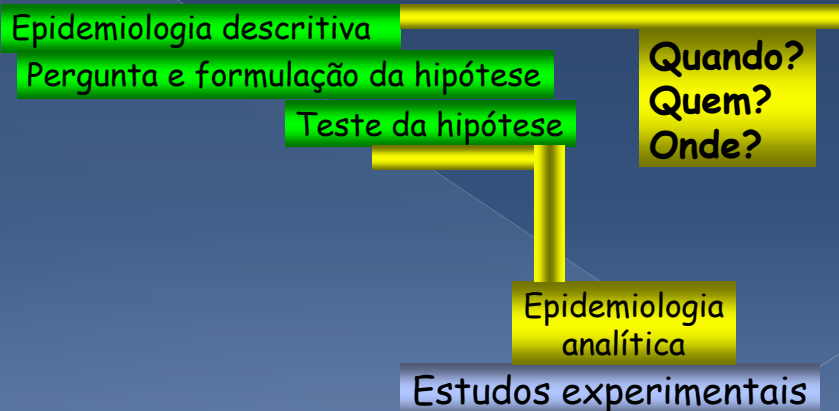 Epidemiologia descritiva
Pergunta e formulação da hipótese
Teste da hipótese
Quando?
Quem?
Onde?
Epidemiologia
analítica
Estudos experimentais